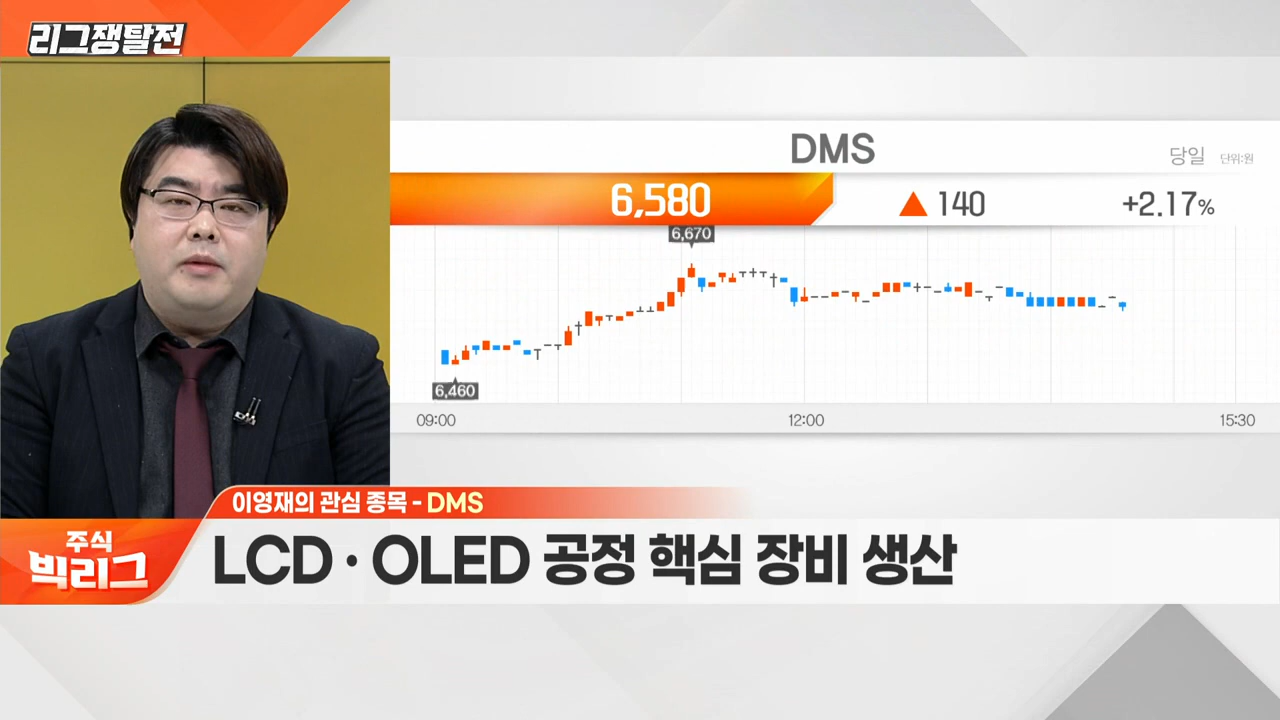 리그쟁탈전
DMS
당일 단위:원
6,580 ▲ 140 +2.17%
6,670
6,460
09:00 12:00 15:30
이영재의 관심 종목 - DMS
주식
빅리그
LCD · OLED 공정 핵심 장비 생산